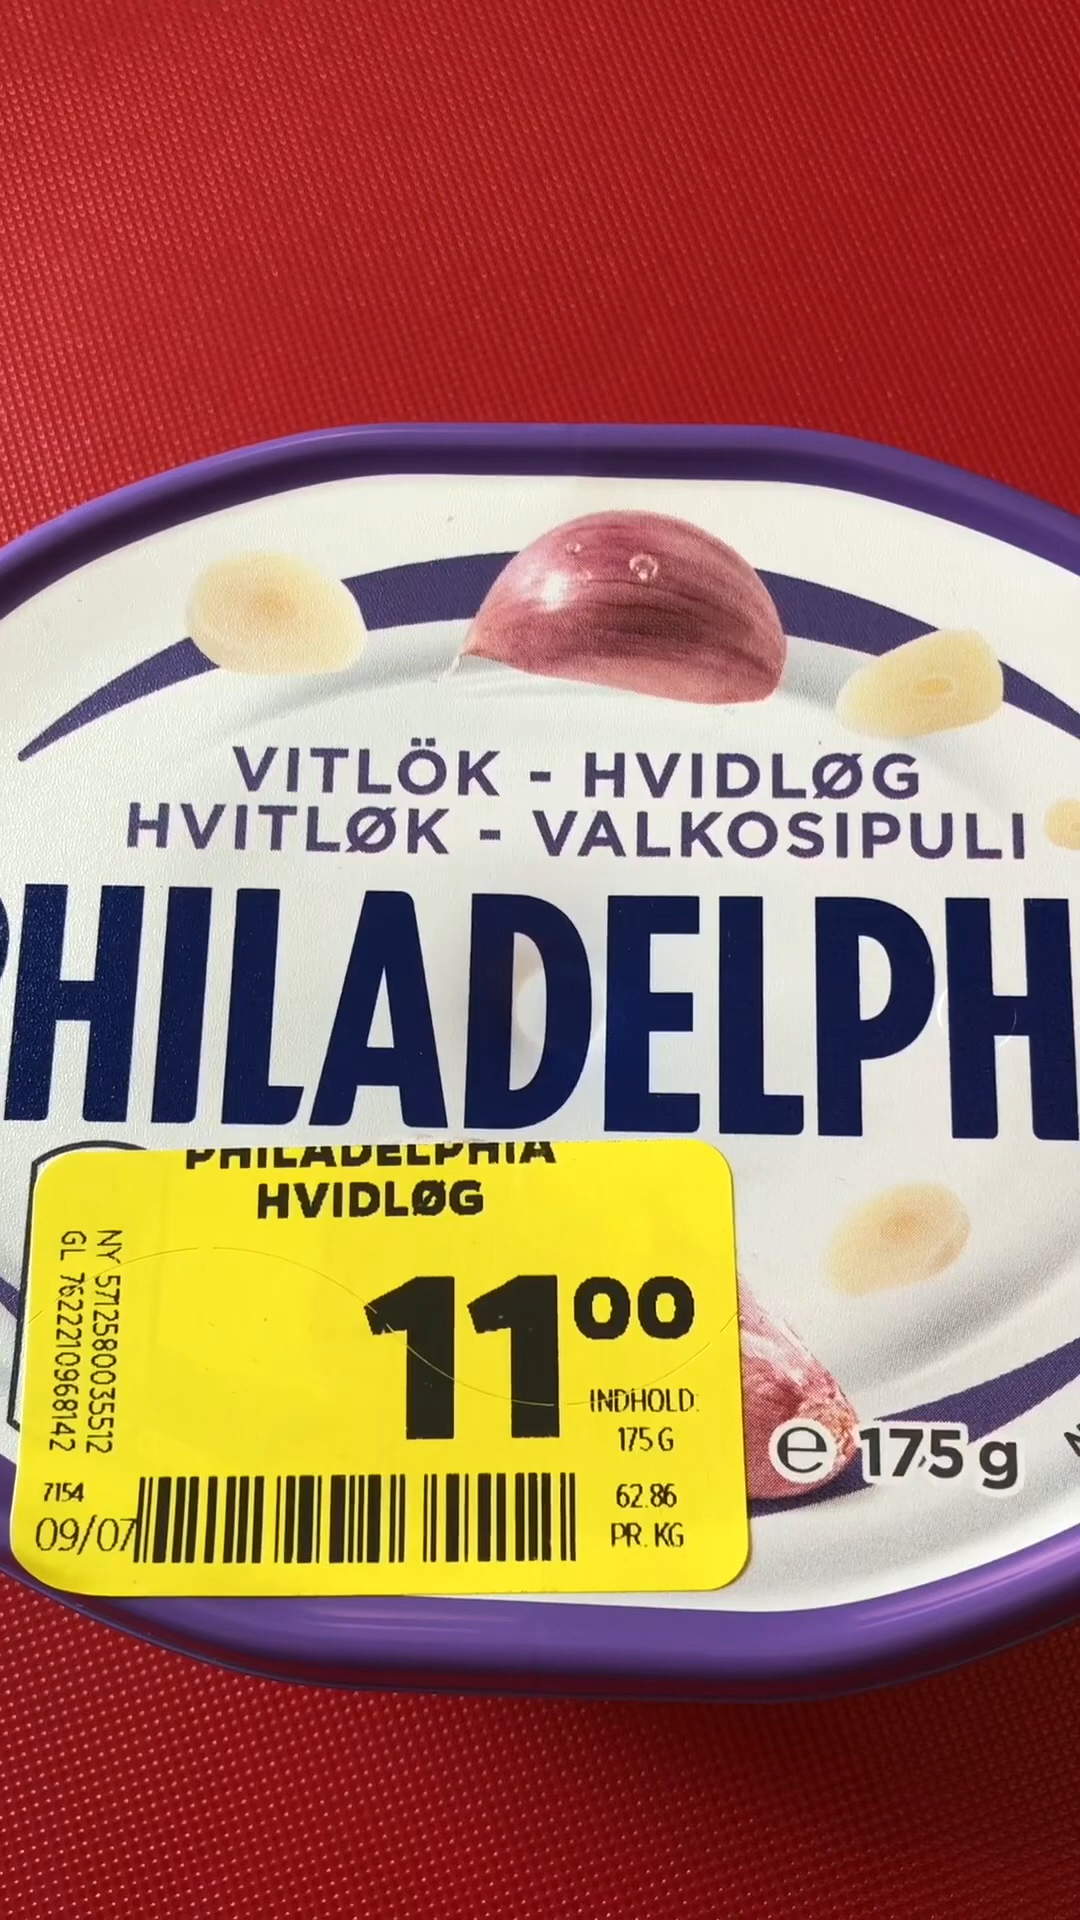 VITLÖK - HVIDLØG
HVITLØK - VALKOSIPULI
PHILADELPH
PHILADELPHIA
HVIDLØG
NY 5712580035512
GL 7622210968142
11 00
INDHOLD:
175 G
7154
09/07
62.86
PR. KG
e 175 g